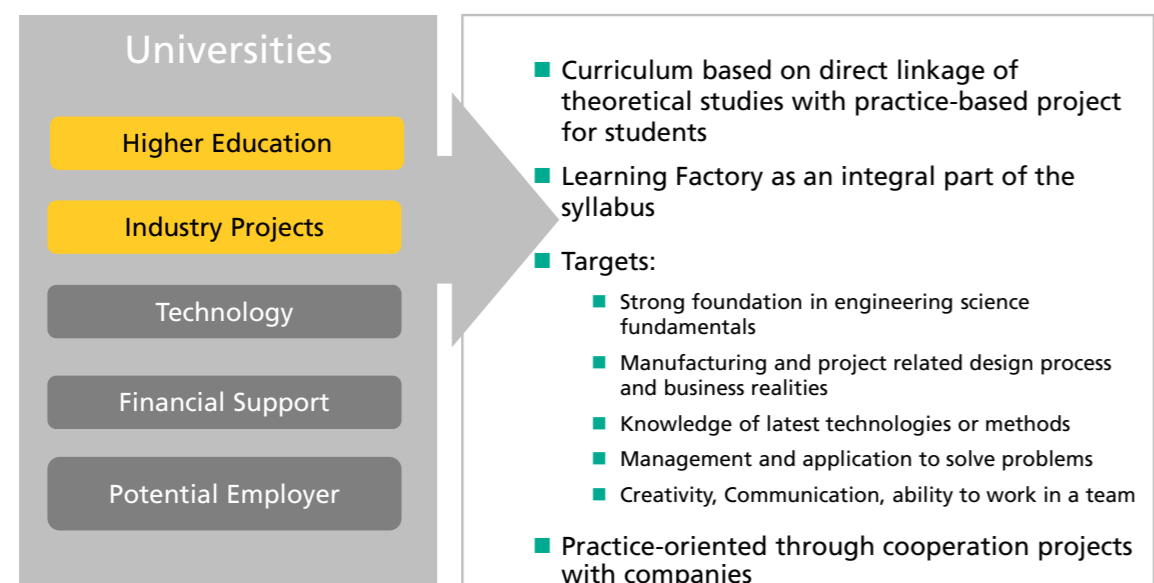 Universities
Higher Education
Industry Projects
Technology
Financial Support
Potential Employer
Curriculum based on direct linkage of
theoretical studies with practice-based project
for students
Learning Factory as an integral part of the
syllabus
Targets:
Strong foundation in engineering science
fundamentals
Manufacturing and project related design process
and business realities
Knowledge of latest technologies or methods
Management and application to solve problems
Creativity, Communication, ability to work in a team
Practice-oriented through cooperation projects
with companies